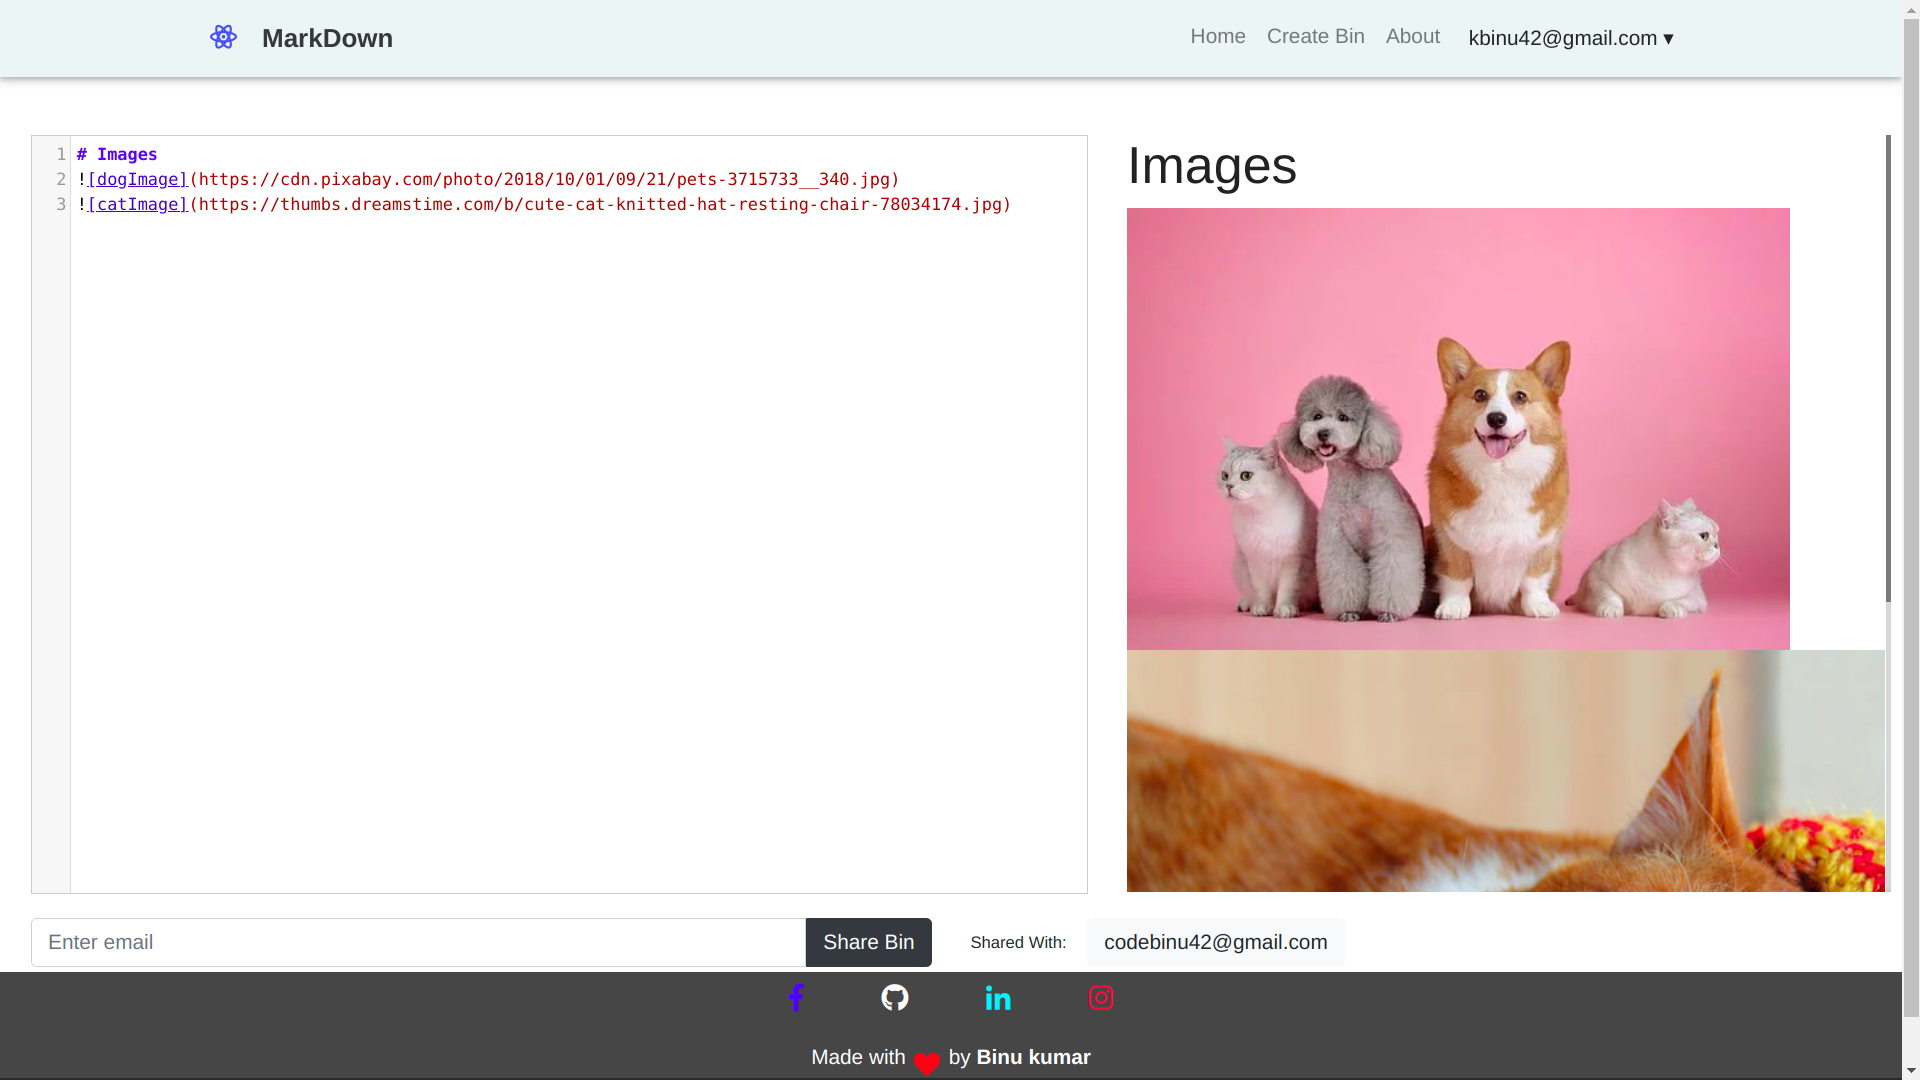 MarkDown
Home Create Bin About kbinu42@gmail.com ▾
1 # Images
2 ![dogImage](https://cdn.pixabay.com/photo/2018/10/01/09/21/pets-3715733__340.jpg)
3 ![catImage](https://thumbs.dreamstime.com/b/cute-cat-knitted-hat-resting-chair-78034174.jpg)
Images
Enter email Share Bin Shared With: codebinu42@gmail.com
Made with by Binu kumar